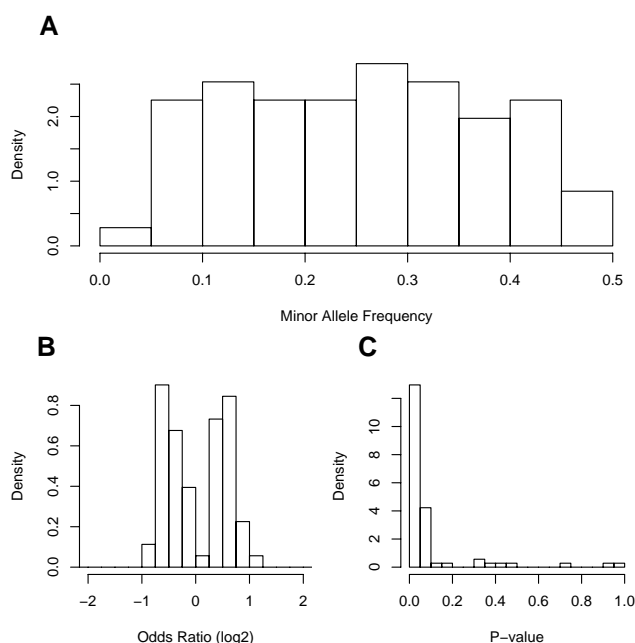 A
Density
0.0
1.0
2.0
0.0 0.1 0.2 0.3 0.4 0.5
Minor Allele Frequency
B
Density
0.0
0.2
0.4
0.6
0.8
−2 −1 0 1 2
Odds Ratio (log2)
C
Density
0
2
4
6
8
10
0.0 0.2 0.4 0.6 0.8 1.0
P−value